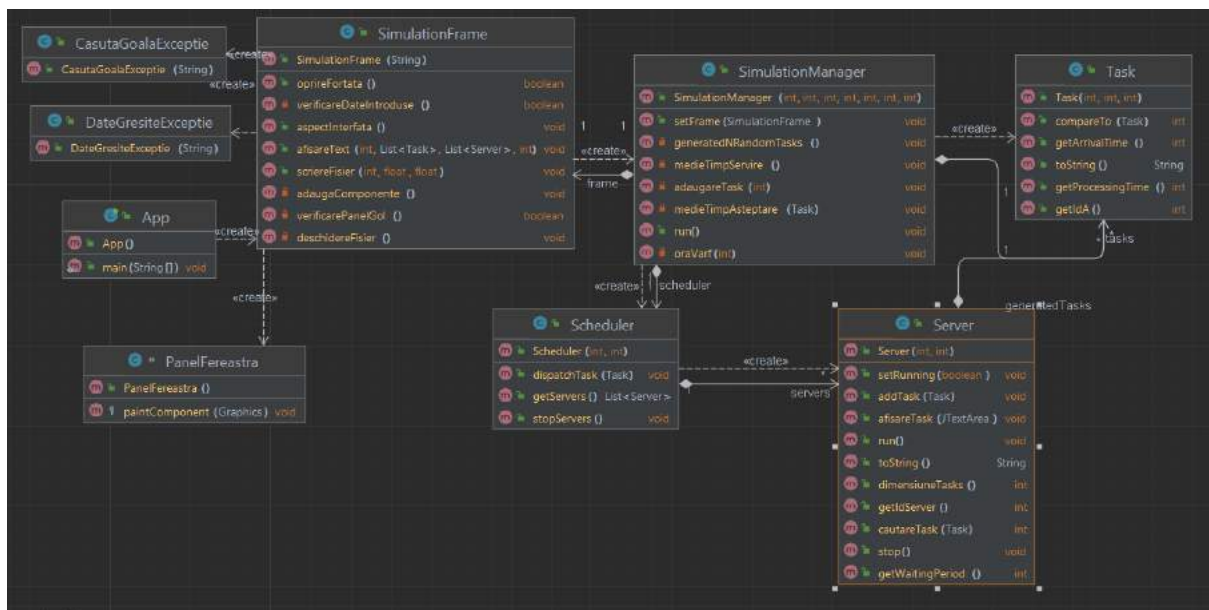 CasutaGoalaExceptie
CasutaGoalaExceptie (String)
DateGresiteExceptie
DateGresiteExceptie (String)
App
App()
main(String[]) void
PanelFereastra
PanelFereastra ()
paintComponent (Graphics) void
SimulationFrame
SimulationFrame (String)
oprireFortata () boolean
verificareDateIntroduse () boolean
aspectInterfata () void
afisareText (int, List<Task>, List<Server>, int) void
scriereFisier (int, float, float) void
adaugaComponente () void
verificarePanelGol () boolean
deschidereFisier () void
«create»
«create»
«create»
«create»
1 1
«create»
frame
SimulationManager
SimulationManager (int, int, int, int, int, int, int)
setFrame(SimulationFrame ) void
generatedNRandomTasks () void
medieTimpServire () void
adaugareTask (int) void
medieTimpAsteptare (Task) void
run() void
oraVarf(int) void
«create»
1
1
Task
Task(int, int, int)
compareTo (Task) int
getArrivalTime () int
toString() String
getProcessingTime () int
getIdA() int
* tasks
generatedTasks
«create»
scheduler
Scheduler
Scheduler (int, int)
dispatchTask (Task) void
getServers() List<Server>
stopServers() void
«create»
1
*
servers
Server
Server(int, int)
setRunning(boolean ) void
addTask(Task) void
afisareTask (JTextArea ) void
run() void
toString() String
dimensiuneTasks () int
getIdServer () int
cautareTask(Task) int
stop() void
getWaitingPeriod () int